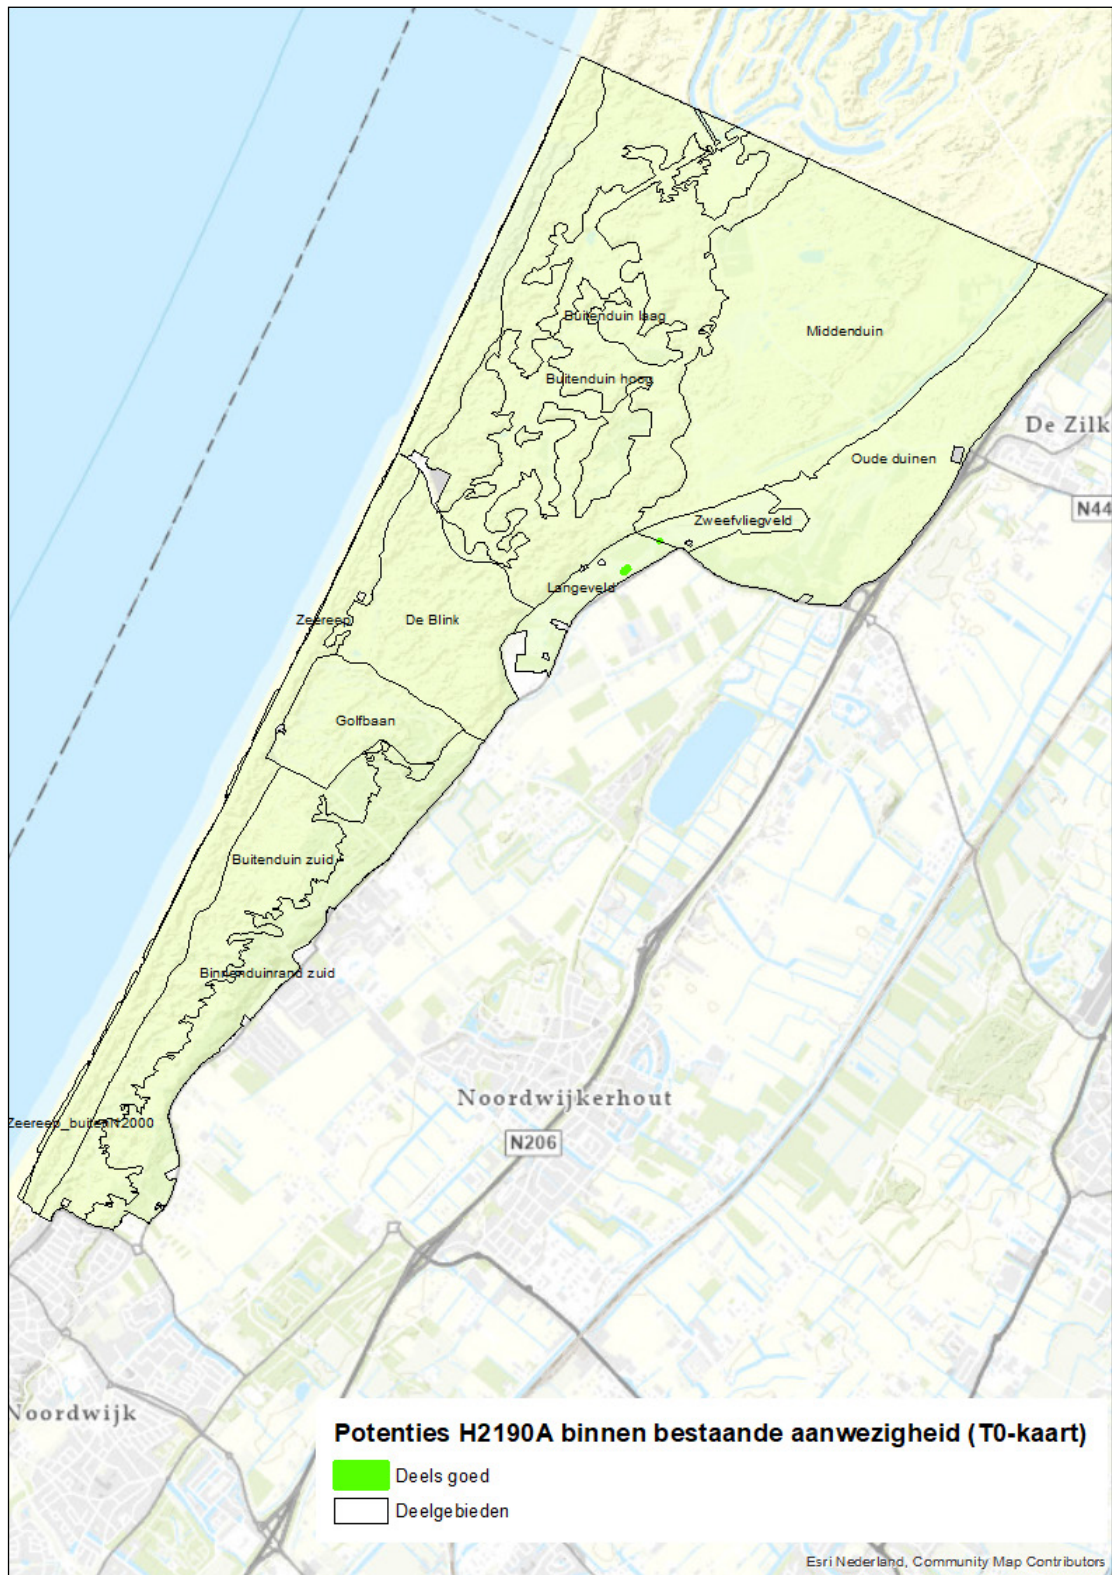 Buitenduin laag
Middenduin
Buitenduin hoog
De Zilk
Oude duinen
N44
Zweefvliegveld
Langeveld
Zeereep
De Blink
Golfbaan
Buitenduin zuid
Binnenduinrand zuid
Noordwijkerhout
Zeereep_buitenN2000
N206
Noordwijk
Potenties H2190A binnen bestaande aanwezigheid (T0-kaart)
Deels goed
Deelgebieden
Esri Nederland, Community Map Contributors